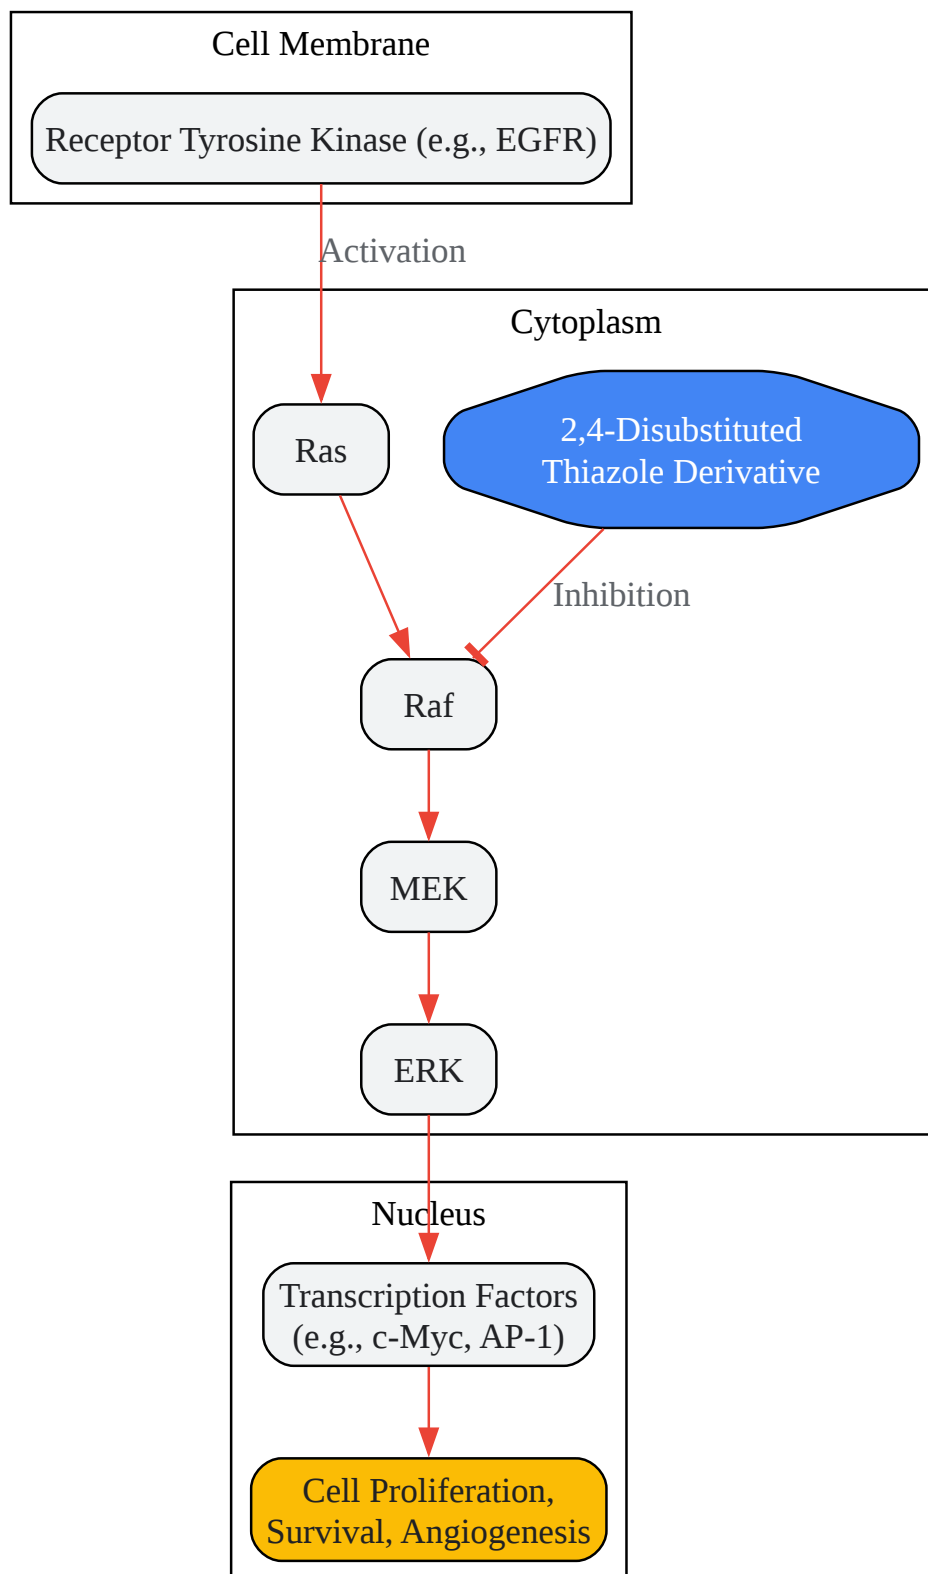 Cell Membrane
Receptor Tyrosine Kinase (e.g., EGFR)
Activation
Cytoplasm
Ras
2,4-Disubstituted
Thiazole Derivative
Inhibition
Raf
MEK
ERK
Nucleus
Transcription Factors
(e.g., c-Myc, AP-1)
Cell Proliferation,
Survival, Angiogenesis